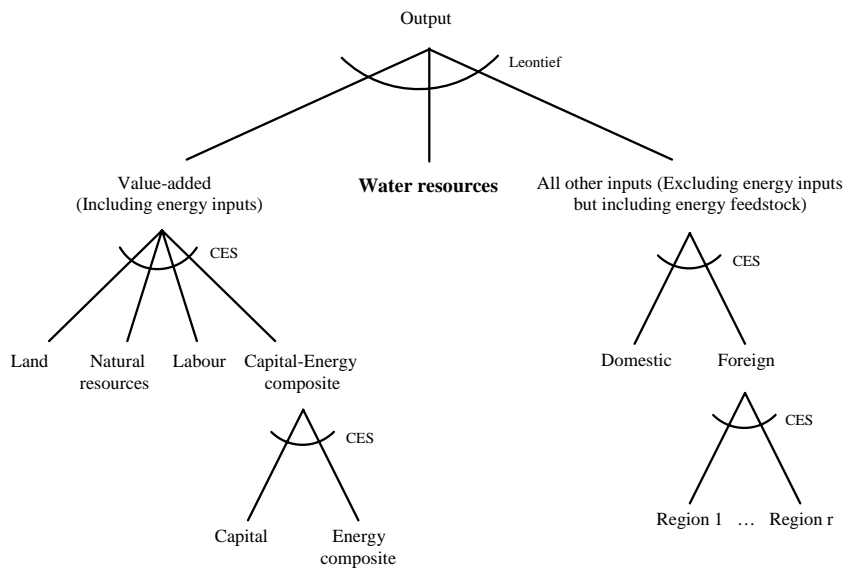 Output
Leontief
Value-added
(Including energy inputs)
Water resources
All other inputs (Excluding energy inputs
but including energy feedstock)
CES
CES
Land
Natural
resources
Labour
Capital-Energy
composite
Domestic
Foreign
CES
CES
Capital
Energy
composite
Region 1 … Region r